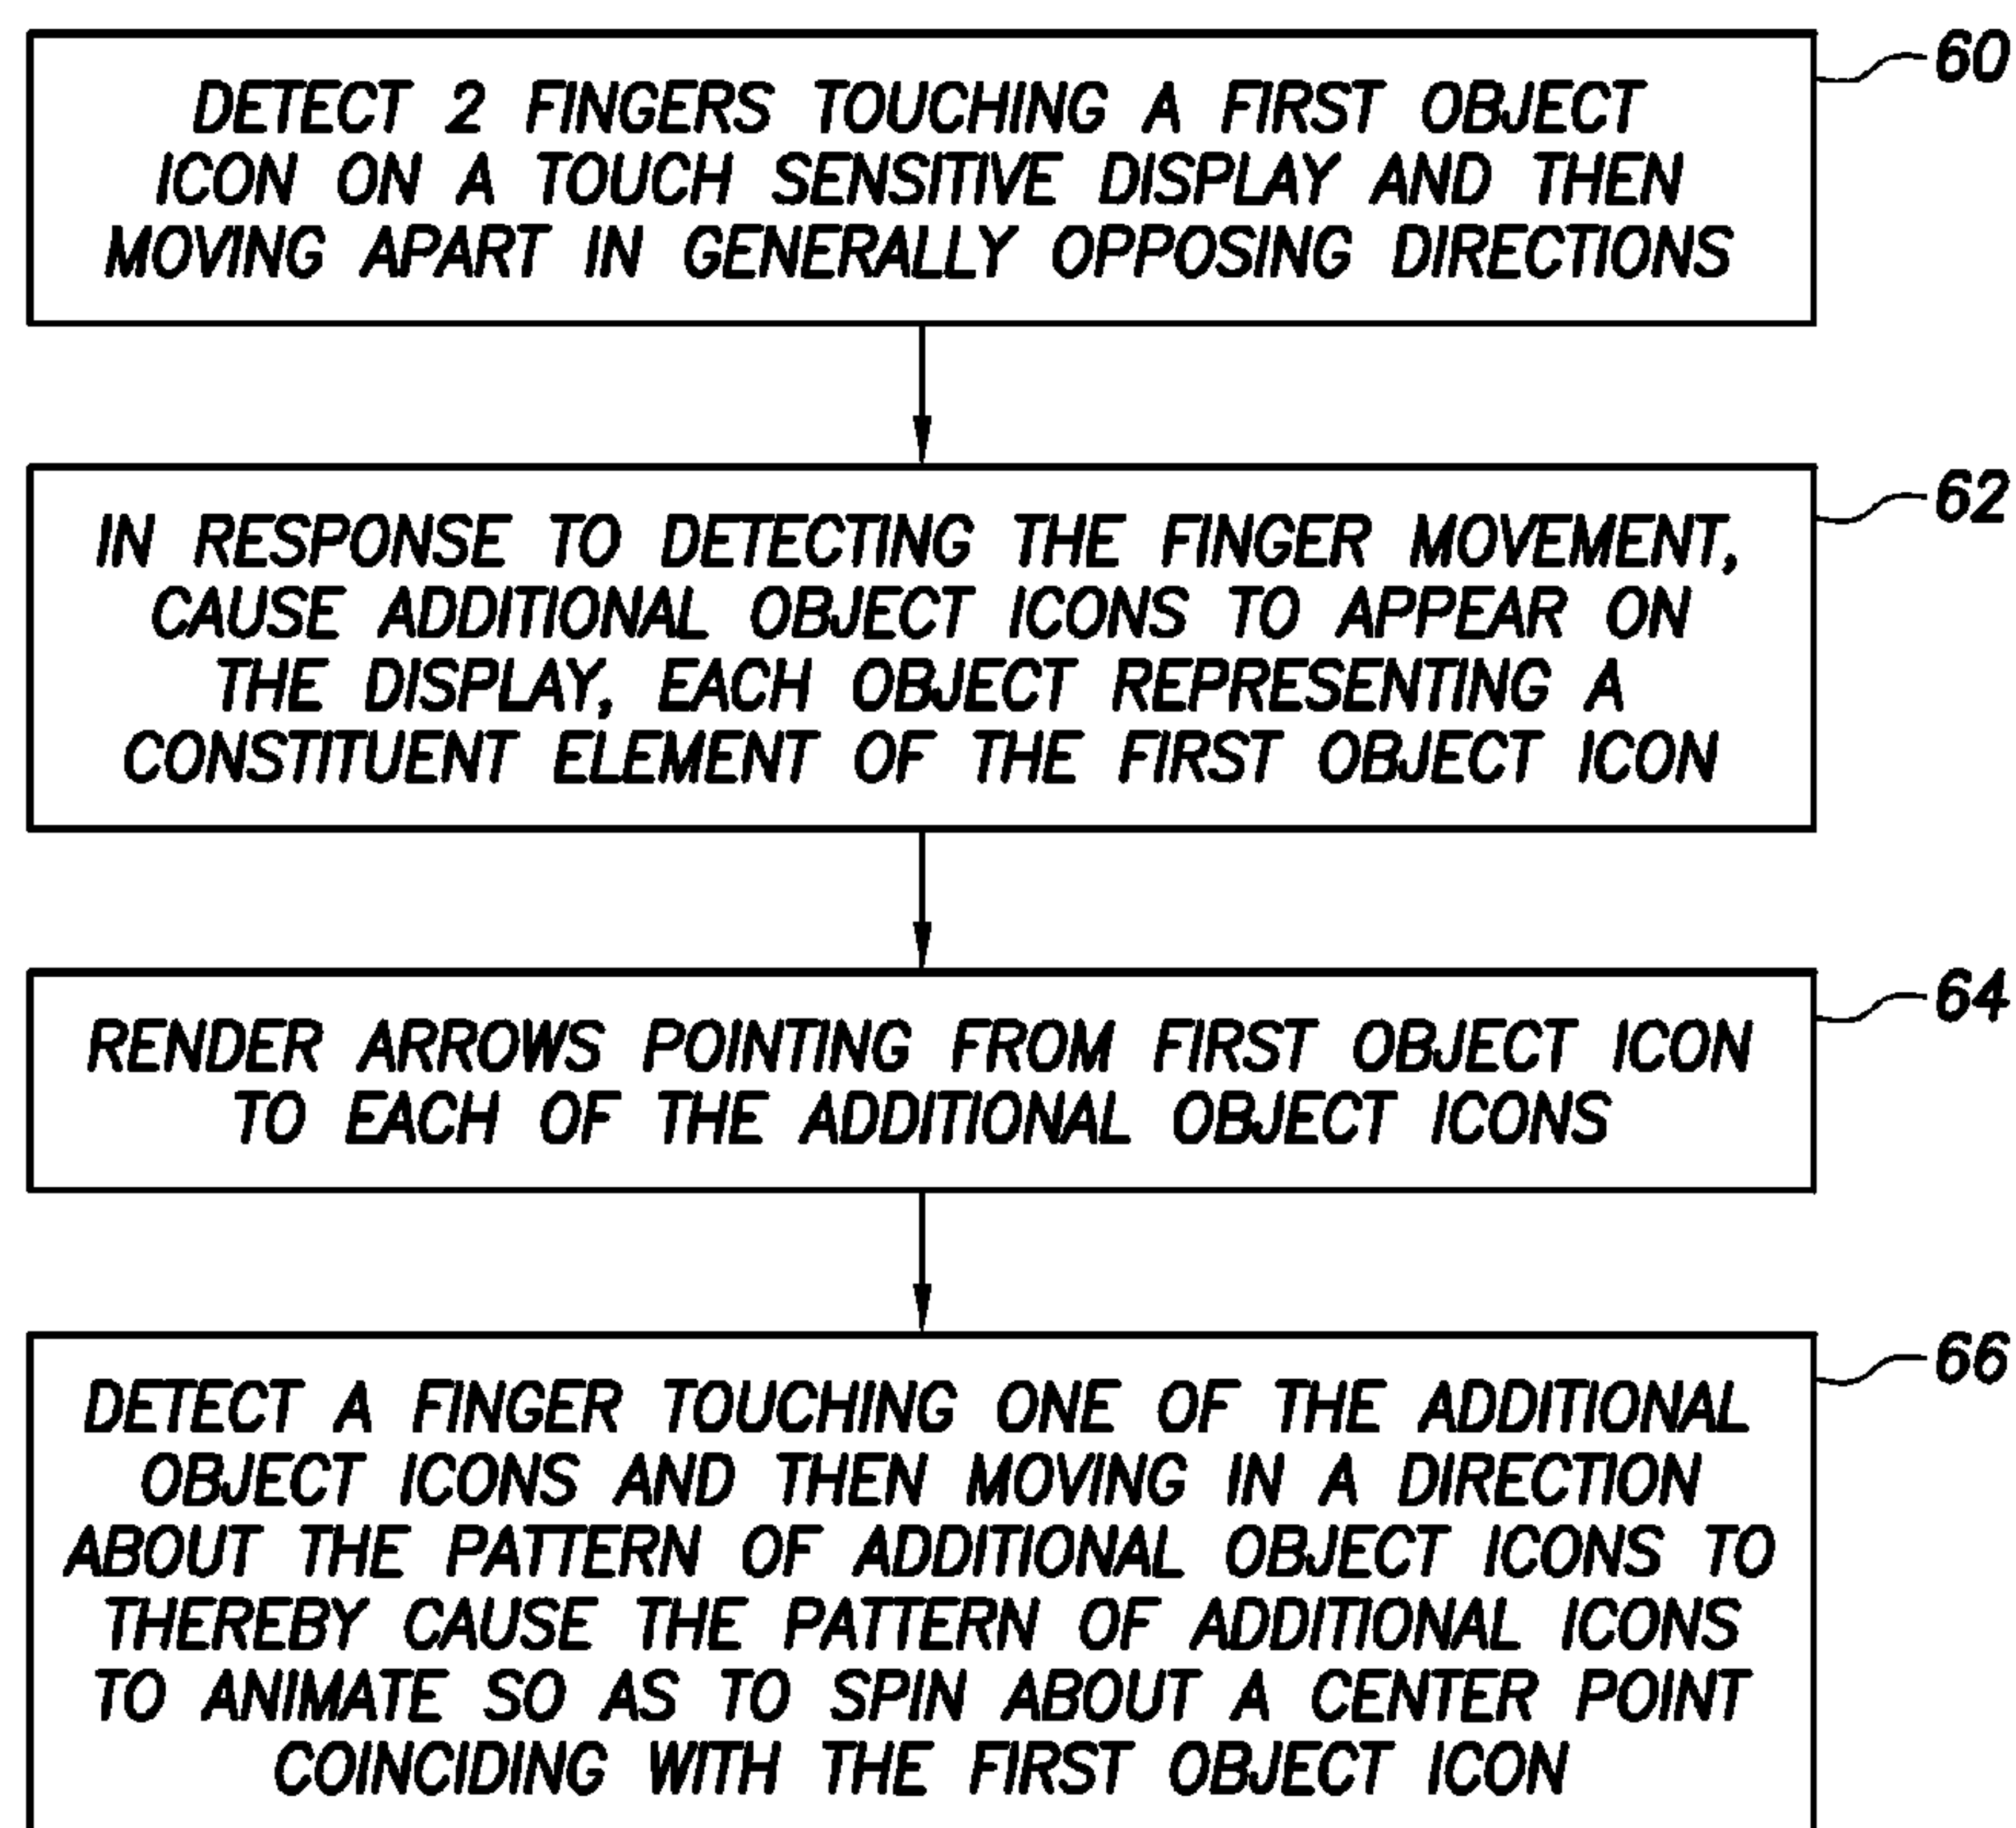 DETECT 2 FINGERS TOUCHING A FIRST OBJECT
ICON ON A TOUCH SENSITIVE DISPLAY AND THEN
MOVING APART IN GENERALLY OPPOSING DIRECTIONS
60
IN RESPONSE TO DETECTING THE FINGER MOVEMENT,
CAUSE ADDITIONAL OBJECT ICONS TO APPEAR ON
THE DISPLAY, EACH OBJECT REPRESENTING A
CONSTITUENT ELEMENT OF THE FIRST OBJECT ICON
62
RENDER ARROWS POINTING FROM FIRST OBJECT ICON
TO EACH OF THE ADDITIONAL OBJECT ICONS
64
DETECT A FINGER TOUCHING ONE OF THE ADDITIONAL
OBJECT ICONS AND THEN MOVING IN A DIRECTION
ABOUT THE PATTERN OF ADDITIONAL OBJECT ICONS TO
THEREBY CAUSE THE PATTERN OF ADDITIONAL ICONS
TO ANIMATE SO AS TO SPIN ABOUT A CENTER POINT
COINCIDING WITH THE FIRST OBJECT ICON
66